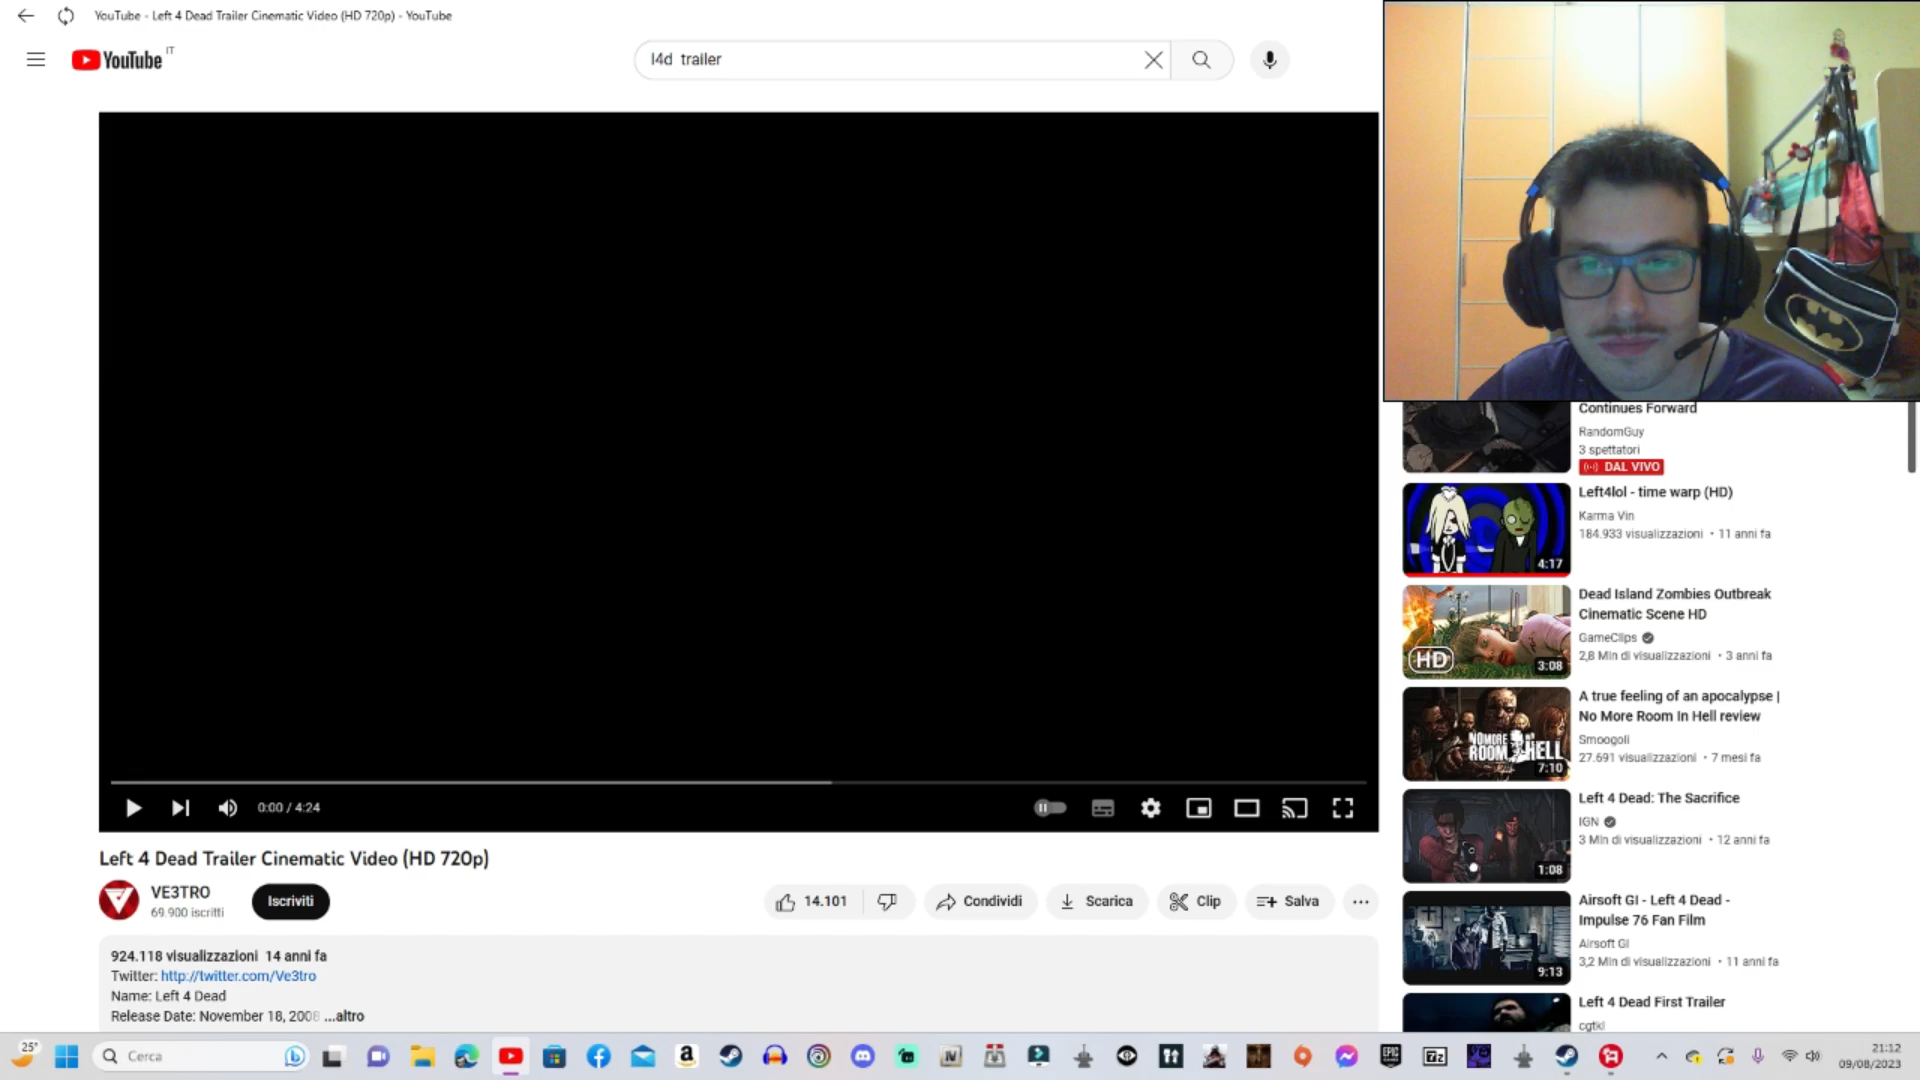 YouTube - Left 4 Dead Trailer Cinematic Video (HD 720p) - YouTube
YouTube IT
l4d trailer
0:00 / 4:24
Left 4 Dead Trailer Cinematic Video (HD 720p)
VE3TRO
69.900 iscritti
Iscriviti
14.101
Condividi
Scarica
Clip
Salva
924.118 visualizzazioni 14 anni fa
Twitter: http://twitter.com/Ve3tro
Name: Left 4 Dead
Release Date: November 18, 2008 ...altro
Continues Forward
RandomGuy
3 spettatori
DAL VIVO
4:17
Left4lol - time warp (HD)
Karma Vin
184.933 visualizzazioni • 11 anni fa
HD
3:08
Dead Island Zombies Outbreak
Cinematic Scene HD
GameClips
2,8 Mln di visualizzazioni • 3 anni fa
NO MORE
ROOM IN HELL
7:10
A true feeling of an apocalypse |
No More Room In Hell review
Smoogoli
27.691 visualizzazioni • 7 mesi fa
1:08
Left 4 Dead: The Sacrifice
IGN
3 Mln di visualizzazioni • 12 anni fa
9:13
Airsoft GI - Left 4 Dead -
Impulse 76 Fan Film
Airsoft GI
3,2 Mln di visualizzazioni • 11 anni fa
Left 4 Dead First Trailer
cgtkl
25°
Cerca
EPIC
7z
21:12
09/08/2023